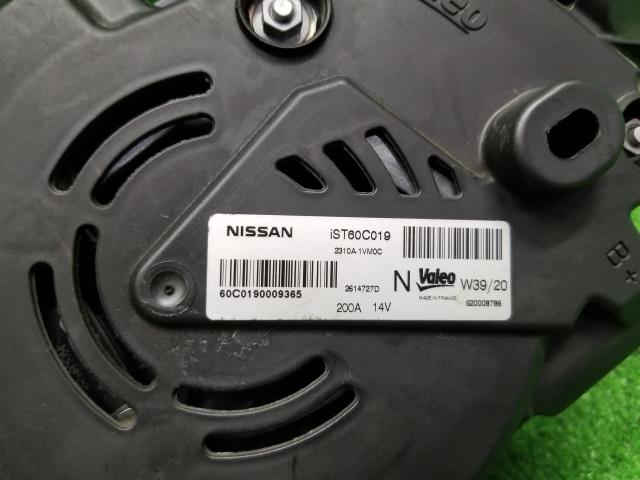 NISSAN
iST60C019
2310A-1VM0C
60C0190009365
2614727D
200A 14V
N Valeo W39/20
MADE IN FRANCE
620008786
B+